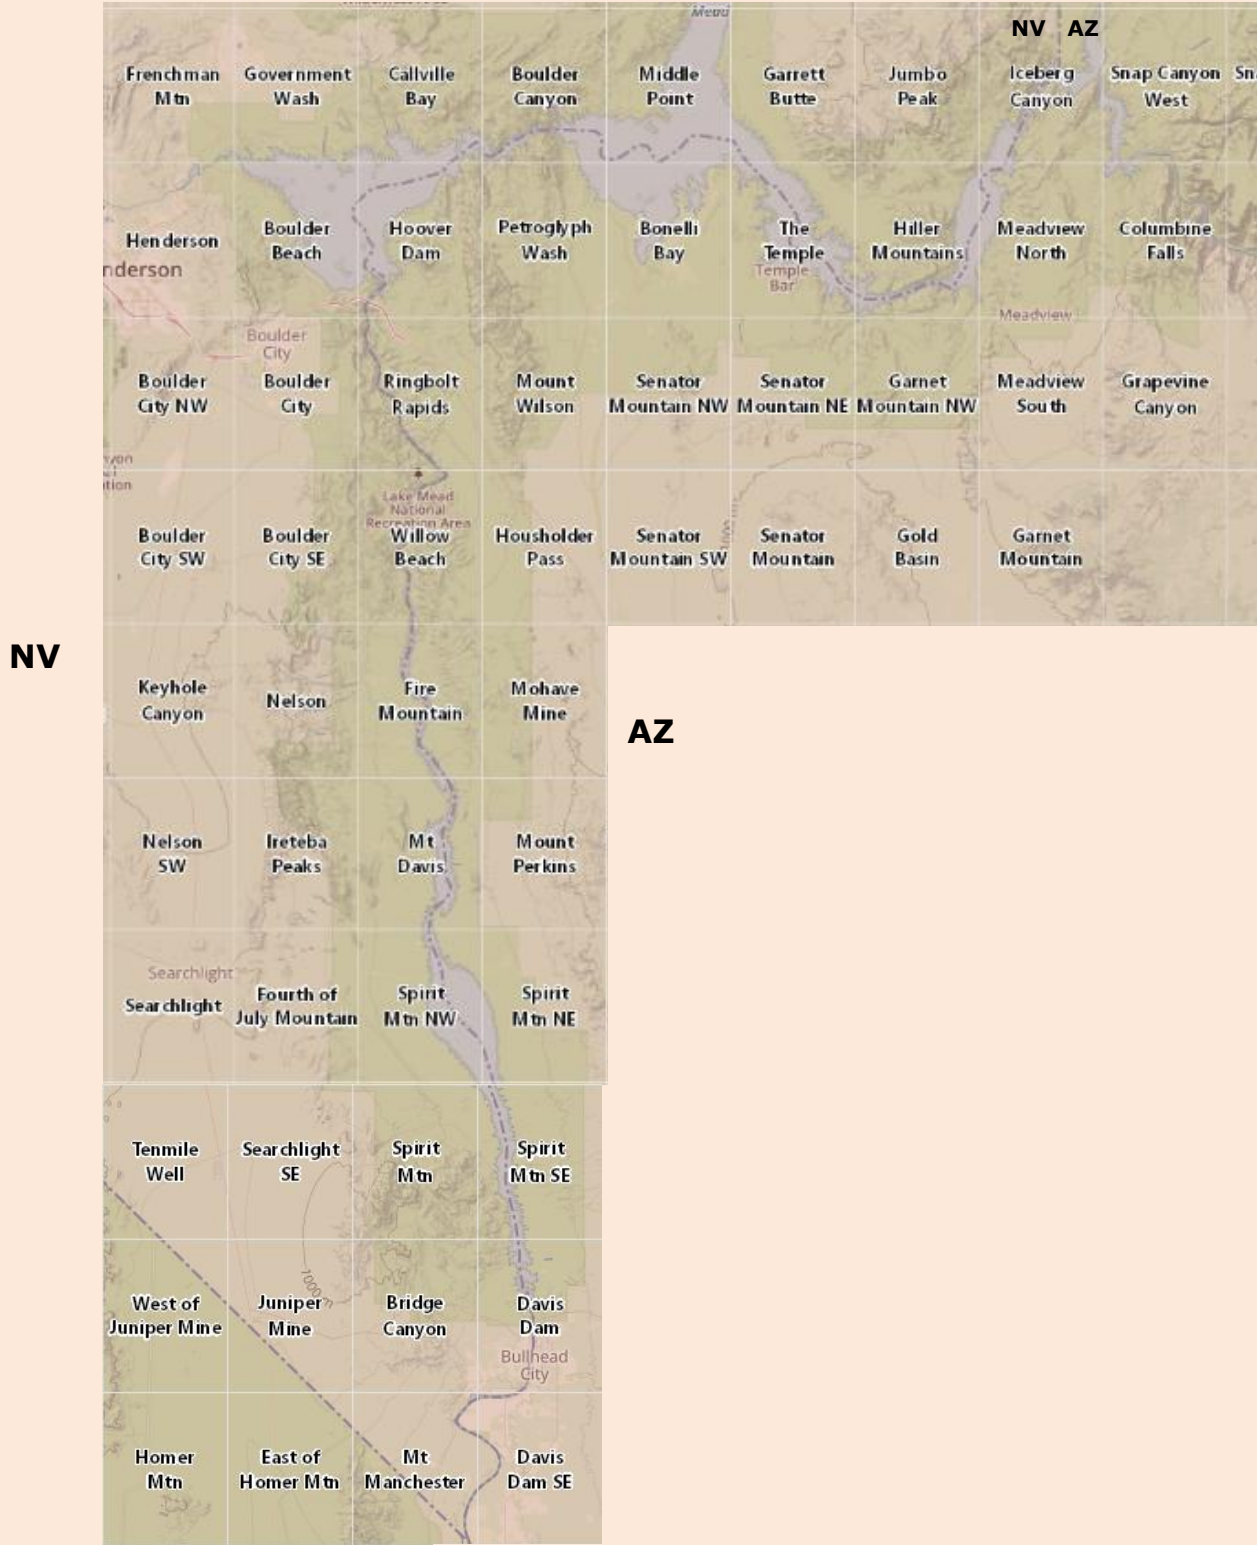 Mead
NV AZ
Frenchman
Mtn
Government
Wash
Callville
Bay
Boulder
Canyon
Middle
Point
Garrett
Butte
Jumbo
Peak
Iceberg
Canyon
Snap Canyon
West
Sn
Henderson
nderson
Boulder
Beach
Hoover
Dam
Petroglyph
Wash
Bonelli
Bay
The
Temple
Temple
Bar
Hiller
Mountains
Meadview
North
Columbine
Falls
Meadview
Boulder
City
Boulder
City NW
Boulder
City
Ringbolt
Rapids
Mount
Wilson
Senator
Mountain NW
Senator
Mountain NE
Garnet
Mountain NW
Meadview
South
Grapevine
Canyon
yon
tion
Lake Mead
National
Recreation Area
Boulder
City SW
Boulder
City SE
Willow
Beach
Housholder
Pass
Senator
Mountain SW
Senator
Mountain
Gold
Basin
Garnet
Mountain
NV
Keyhole
Canyon
Nelson
Fire
Mountain
Mohave
Mine
AZ
Nelson
SW
Ireteba
Peaks
Mt
Davis
Mount
Perkins
Searchlight
Searchlight
Fourth of
July Mountain
Spirit
Mtn NW
Spirit
Mtn NE
Tenmile
Well
Searchlight
SE
Spirit
Mtn
Spirit
Mtn SE
1000 m
West of
Juniper Mine
Juniper
Mine
Bridge
Canyon
Davis
Dam
Bullhead
City
Homer
Mtn
East of
Homer Mtn
Mt
Manchester
Davis
Dam SE